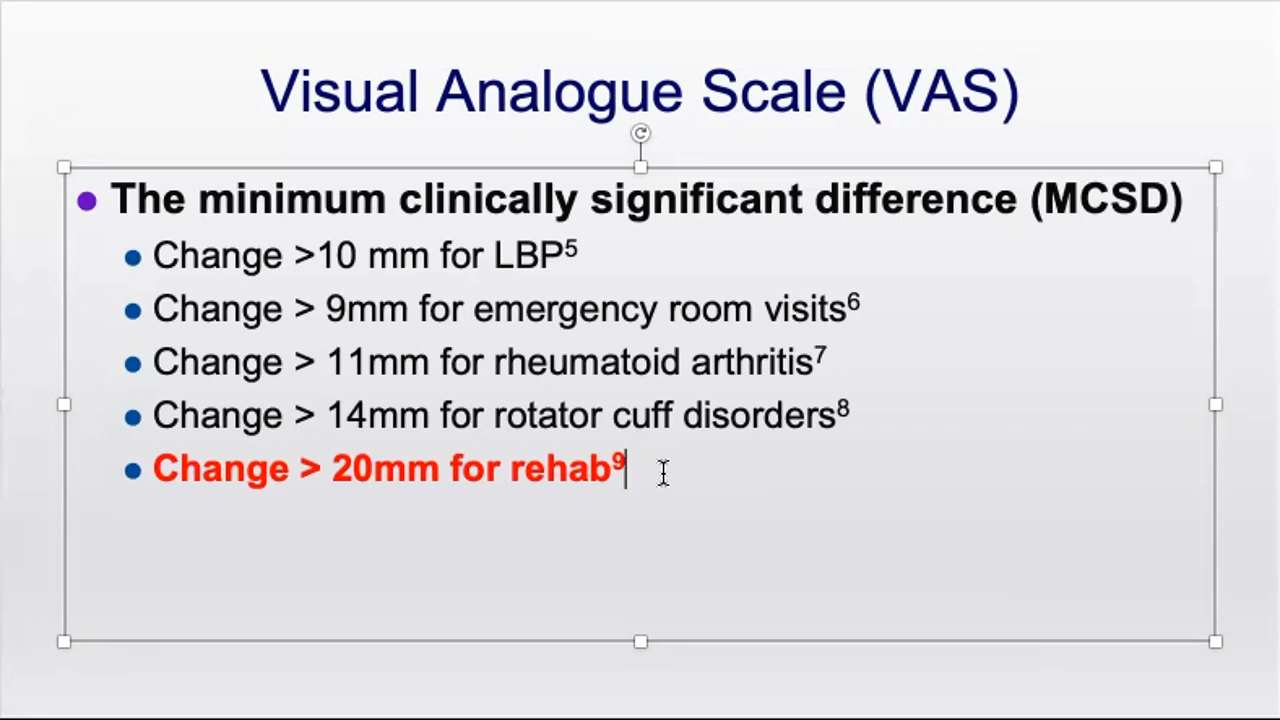 Visual Analogue Scale (VAS)
● The minimum clinically significant difference (MCSD)
● Change >10 mm for LBP⁵
● Change > 9mm for emergency room visits⁶
● Change > 11mm for rheumatoid arthritis⁷
● Change > 14mm for rotator cuff disorders⁸
● Change > 20mm for rehab⁹